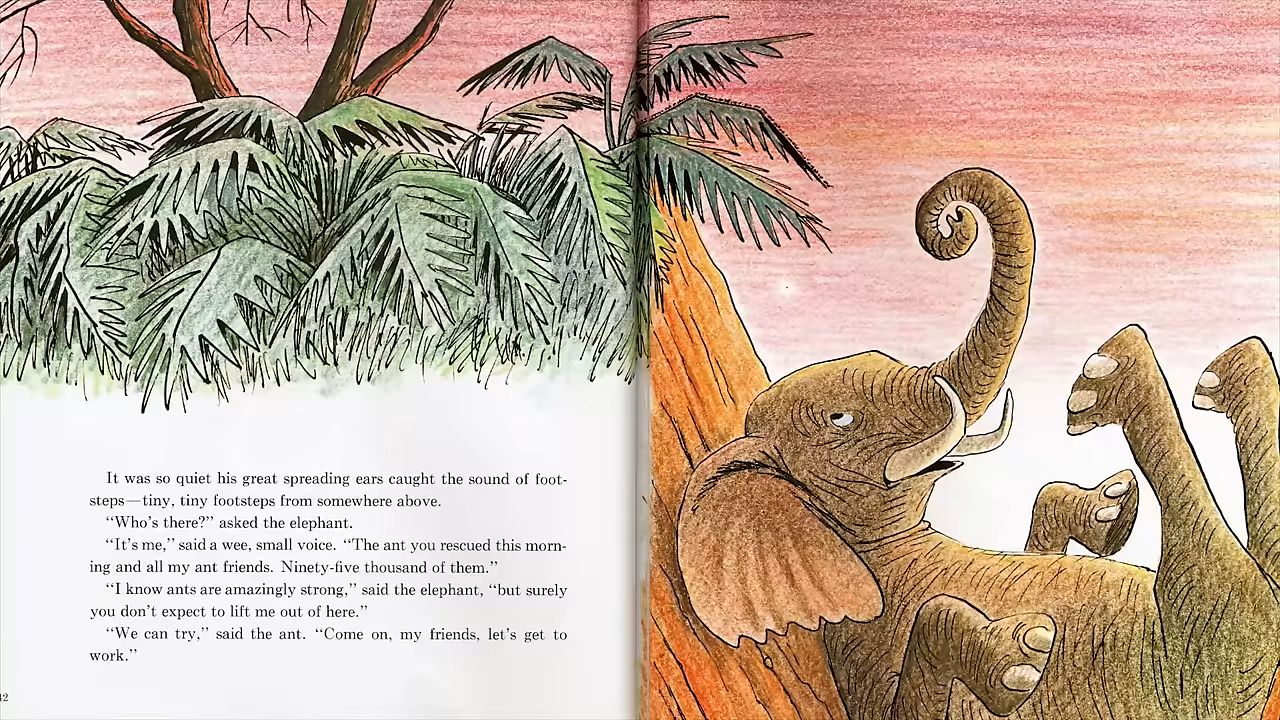 It was so quiet his great spreading ears caught the sound of foot-
steps—tiny, tiny footsteps from somewhere above.
“Who’s there?” asked the elephant.
“It’s me,” said a wee, small voice. “The ant you rescued this morn-
ing and all my ant friends. Ninety-five thousand of them.”
“I know ants are amazingly strong,” said the elephant, “but surely
you don’t expect to lift me out of here.”
“We can try,” said the ant. “Come on, my friends, let’s get to
work.”